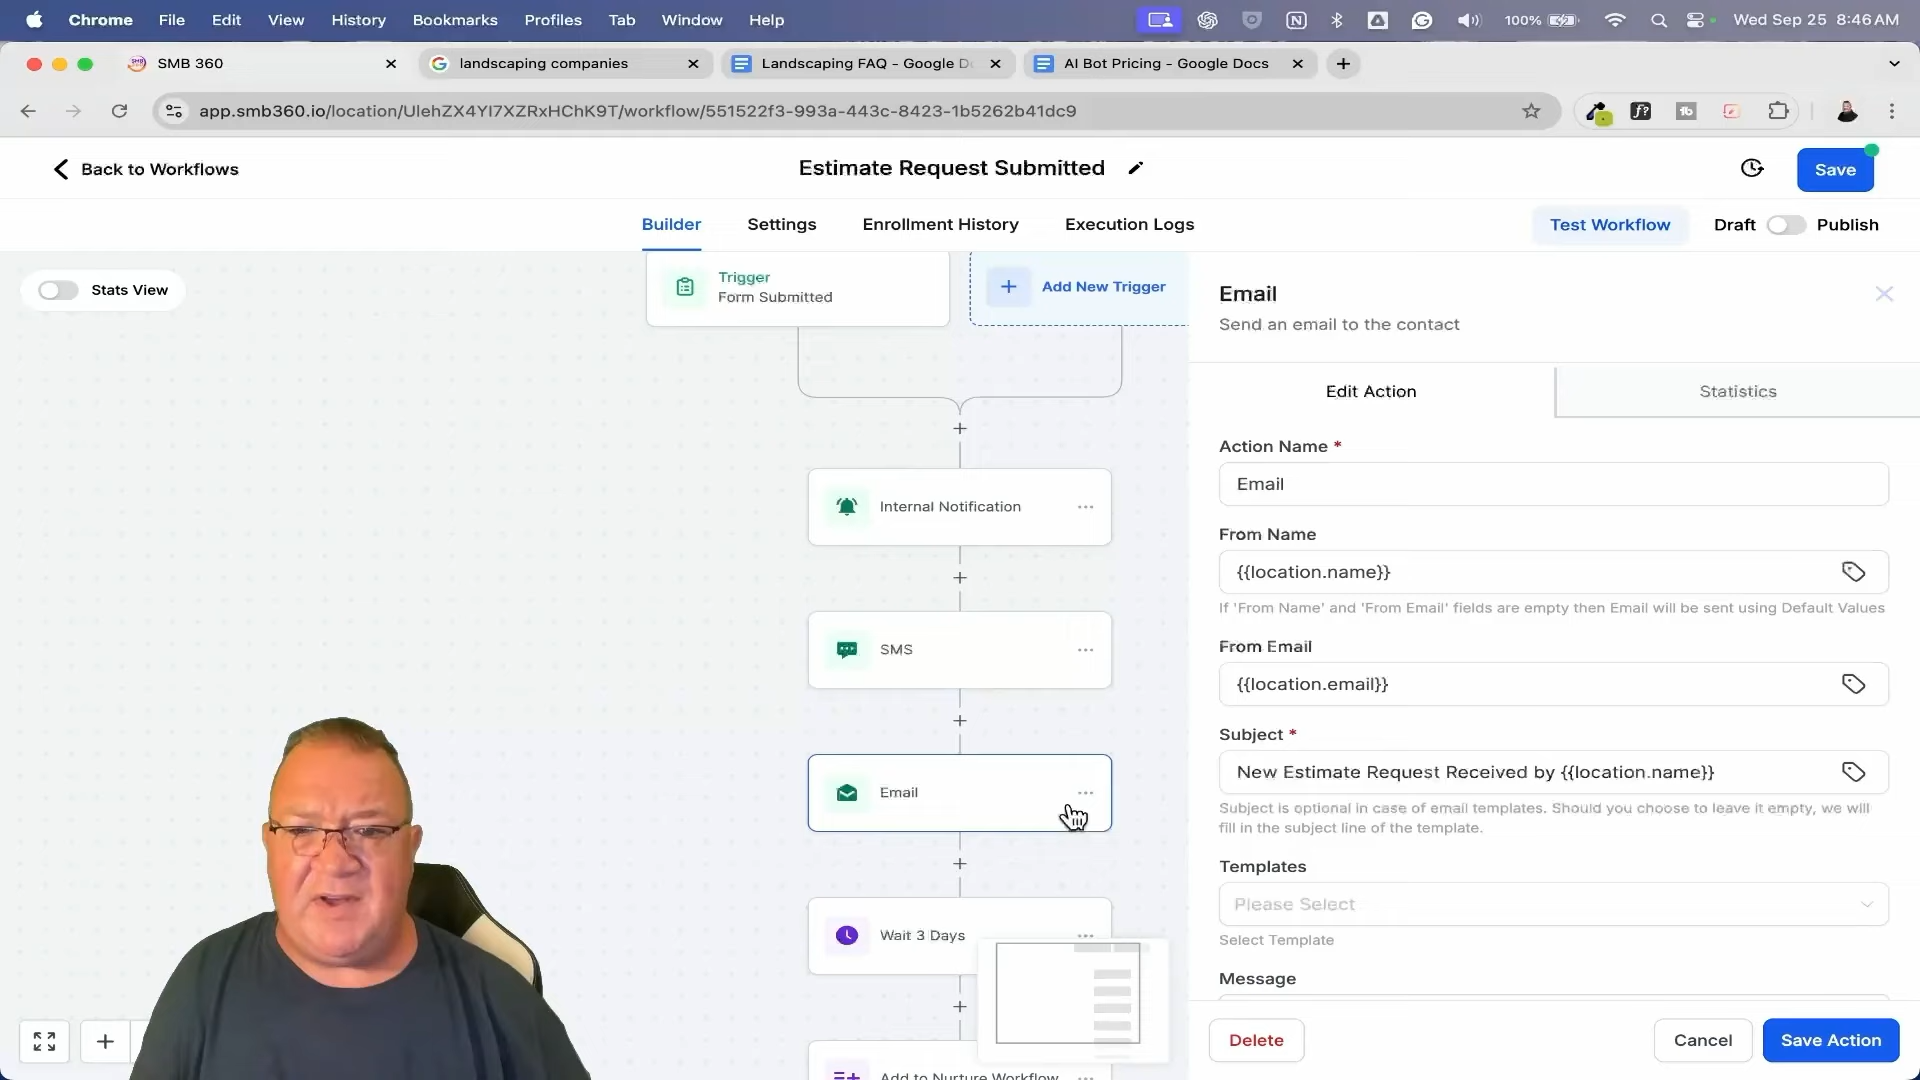 Chrome File Edit View History Bookmarks Profiles Tab Window Help 100% Wed Sep 25 8:46 AM
SMB 360
landscaping companies
Landscaping FAQ - Google D
AI Bot Pricing - Google Docs
app.smb360.io/location/UlehZX4Yl7XZRxHChK9T/workflow/551522f3-993a-443c-8423-1b5262b41dc9
Back to Workflows
Estimate Request Submitted
Save
Builder
Settings
Enrollment History
Execution Logs
Test Workflow
Draft
Publish
Stats View
Trigger
Form Submitted
Add New Trigger
Internal Notification
SMS
Email
Wait 3 Days
Add to Nurture Workflow
Email
Send an email to the contact
Edit Action
Statistics
Action Name *
Email
From Name
{{location.name}}
If 'From Name' and 'From Email' fields are empty then Email will be sent using Default Values
From Email
{{location.email}}
Subject *
New Estimate Request Received by {{location.name}}
Subject is optional in case of email templates. Should you choose to leave it empty, we will
fill in the subject line of the template.
Templates
Please Select
Select Template
Message
Delete
Cancel
Save Action